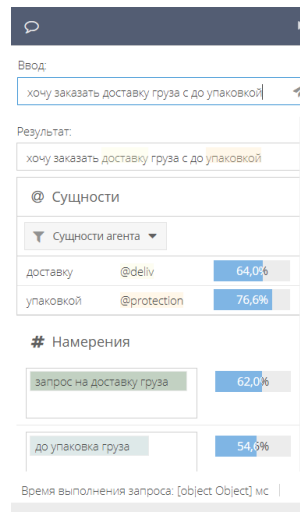 Ввод:
хочу заказать доставку груза с до упаковкой
Результат:
хочу заказать доставку груза с до упаковкой
@ Сущности
Сущности агента
доставку @deliv 64,0%
упаковкой @protection 76,6%
# Намерения
запрос на доставку груза 62,0%
до упаковка груза 54,6%
Время выполнения запроса: [object Object] мс